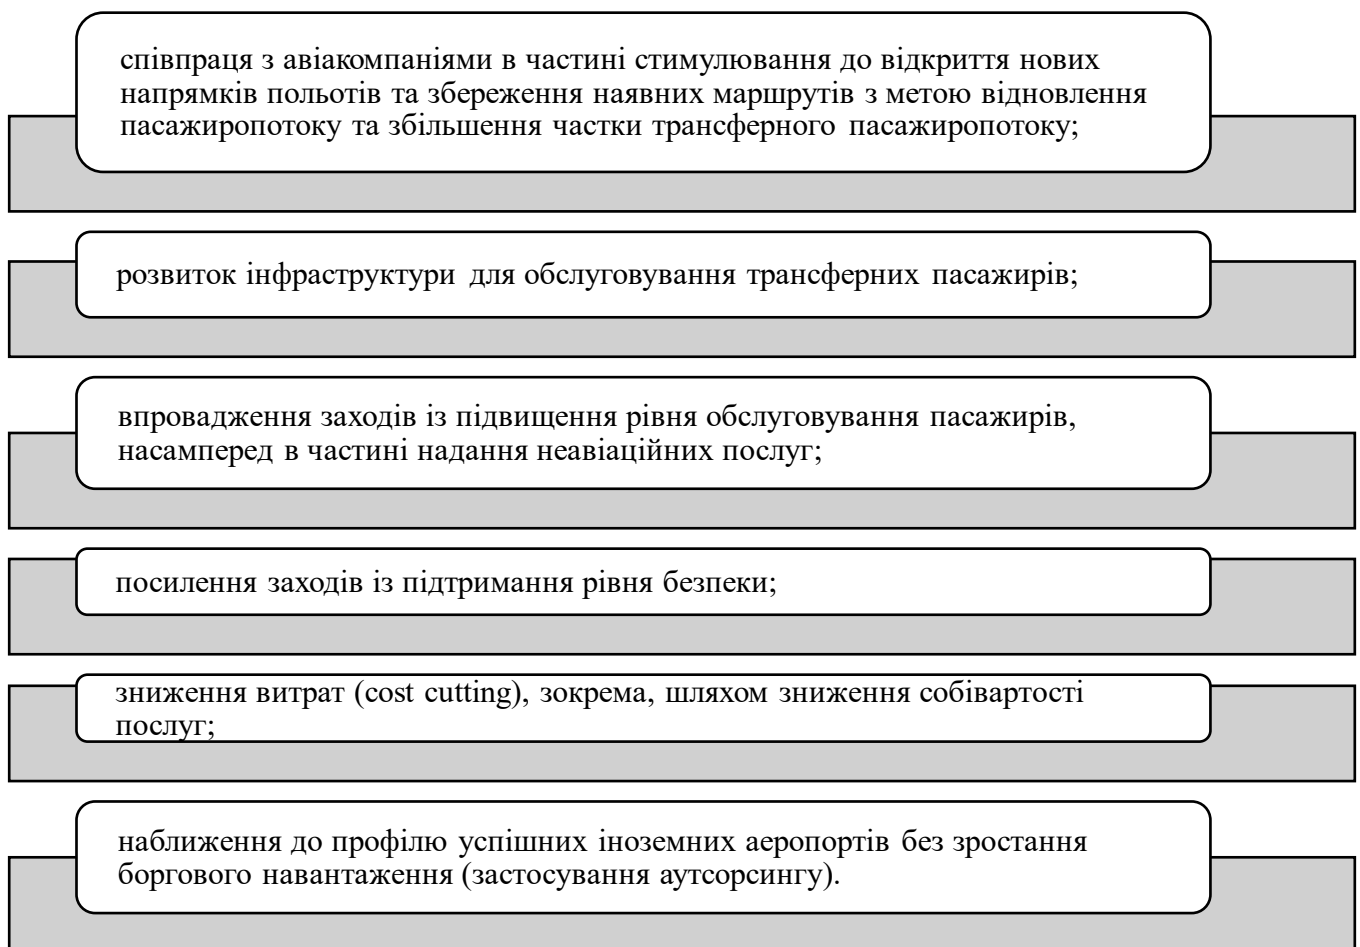 співпраця з авіакомпаніями в частині стимулювання до відкриття нових
напрямків польотів та збереження наявних маршрутів з метою відновлення
пасажиропотоку та збільшення частки трансферного пасажиропотоку;
розвиток інфраструктури для обслуговування трансферних пасажирів;
впровадження заходів із підвищення рівня обслуговування пасажирів,
насамперед в частині надання неавіаційних послуг;
посилення заходів із підтримання рівня безпеки;
зниження витрат (cost cutting), зокрема, шляхом зниження собівартості
послуг;
наближення до профілю успішних іноземних аеропортів без зростання
боргового навантаження (застосування аутсорсингу).